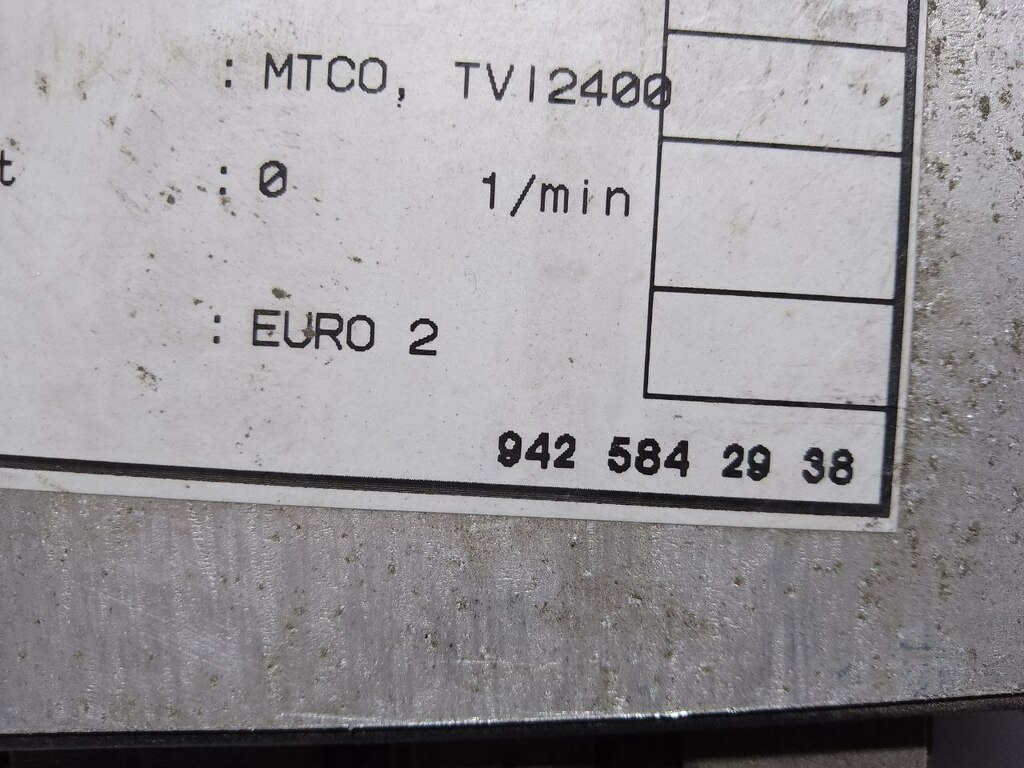 : MTCO, TVI2400
t : 0 1/min
: EURO 2
942 584 29 38